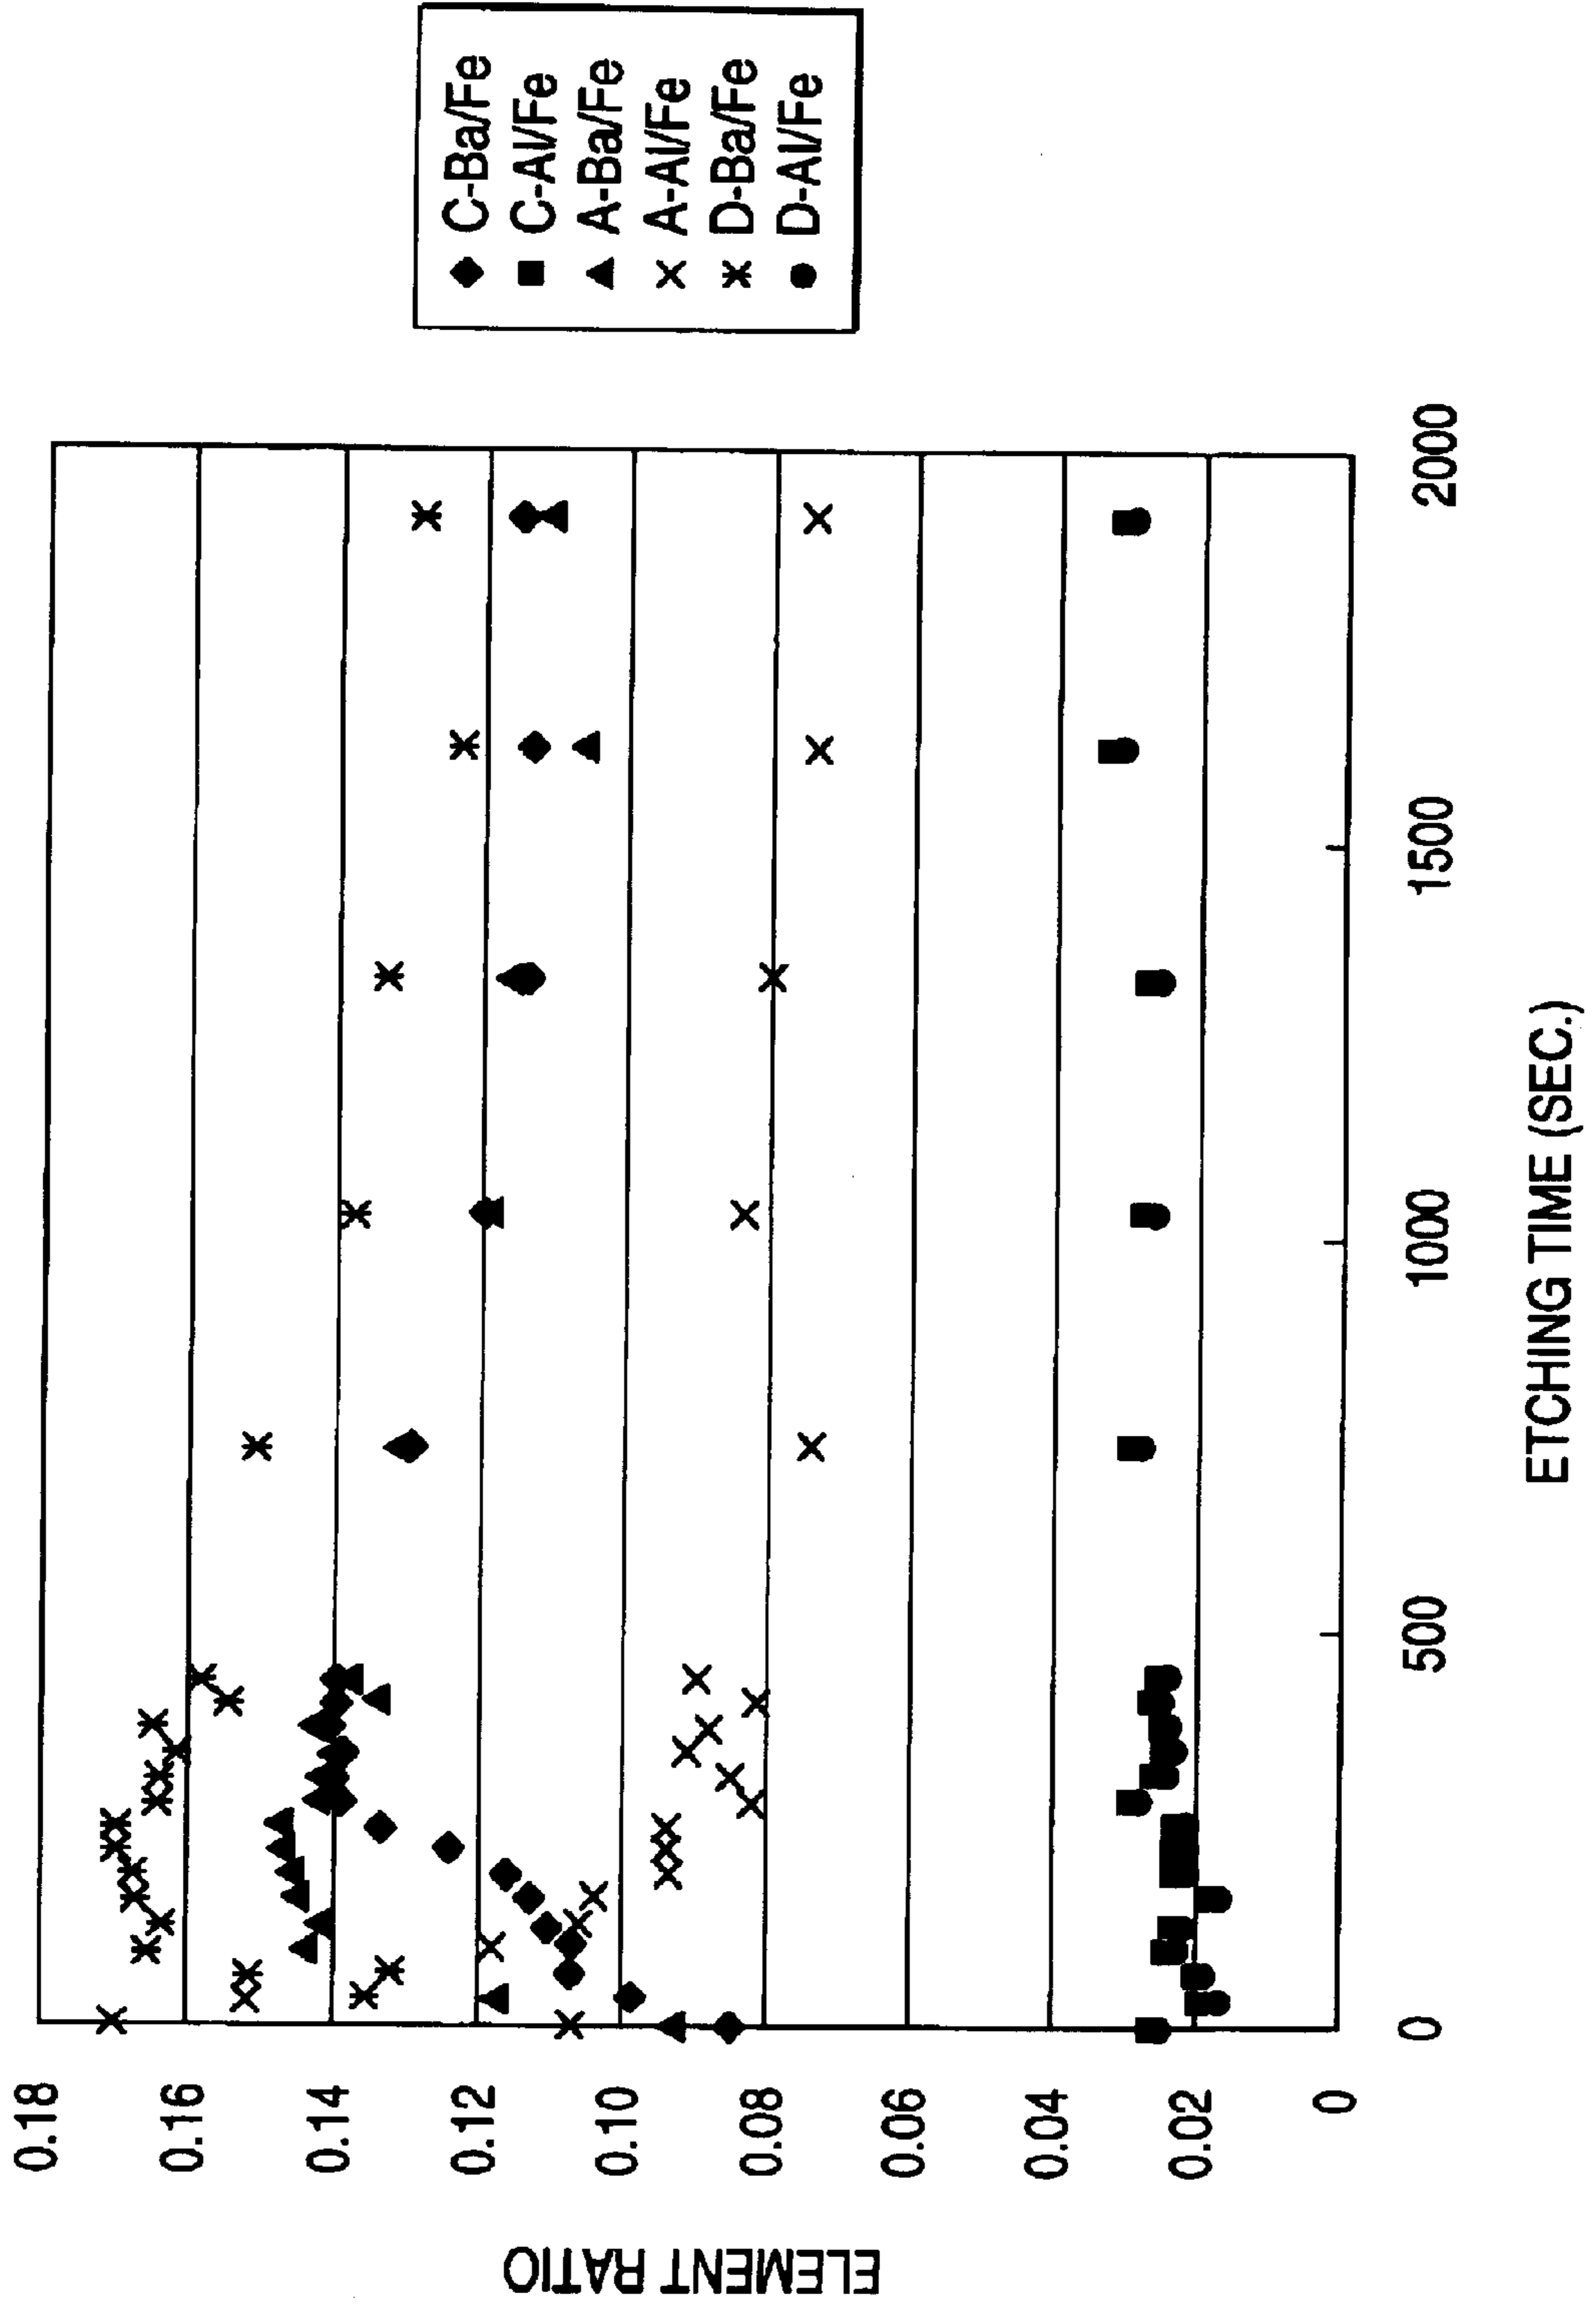 ELEMENT RATIO
0.18
0.16
0.14
0.12
0.10
0.08
0.06
0.04
0.02
0
0
500
1000
1500
2000
ETCHING TIME (SEC.)
C-Ba/Fe
C-Al/Fe
A-Ba/Fe
A-Al/Fe
D-Ba/Fe
D-Al/Fe